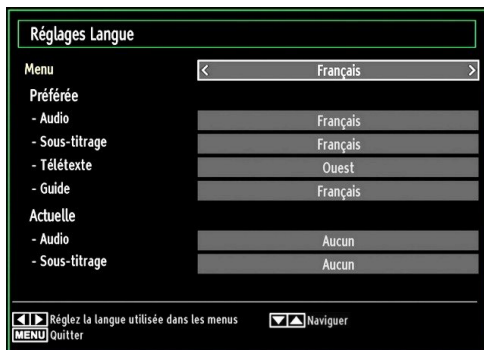 Réglages Langue
Menu < Français >
Préférée
- Audio Français
- Sous-titrage Français
- Télétexte Ouest
- Guide Français
Actuelle
- Audio Aucun
- Sous-titrage Aucun
Réglez la langue utilisée dans les menus Naviguer
MENU Quitter